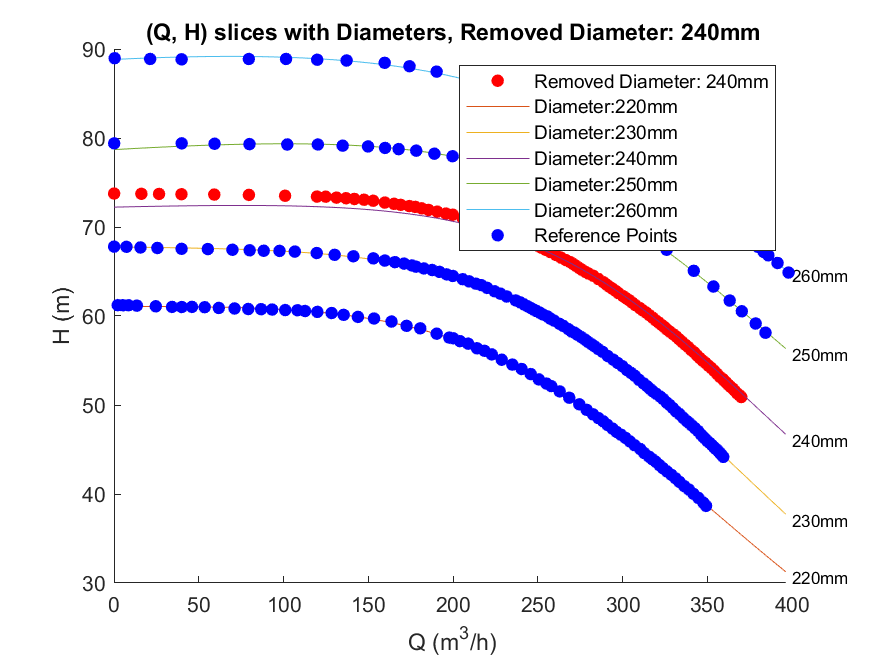 (Q, H) slices with Diameters, Removed Diameter: 240mm
H (m)
90
80
70
60
50
40
30
Removed Diameter: 240mm
Diameter:220mm
Diameter:230mm
Diameter:240mm
Diameter:250mm
Diameter:260mm
Reference Points
260mm
250mm
240mm
230mm
220mm
0 50 100 150 200 250 300 350 400
Q (m³/h)